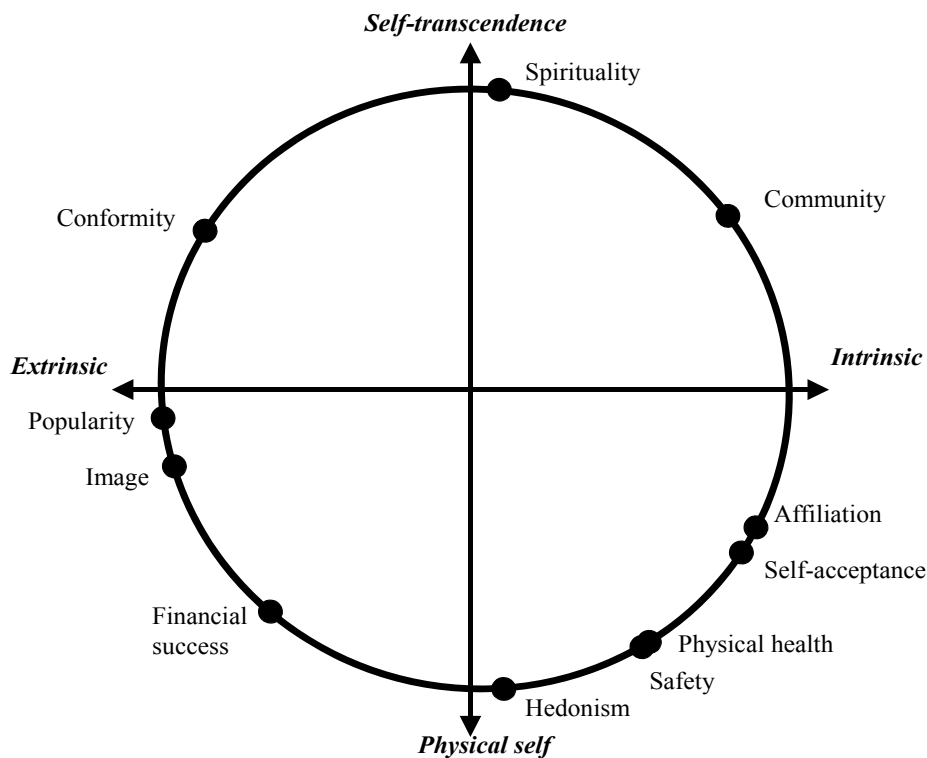 Self-transcendence
Spirituality
Community
Conformity
Extrinsic
Intrinsic
Popularity
Image
Affiliation
Self-acceptance
Financial
success
Physical health
Safety
Hedonism
Physical self